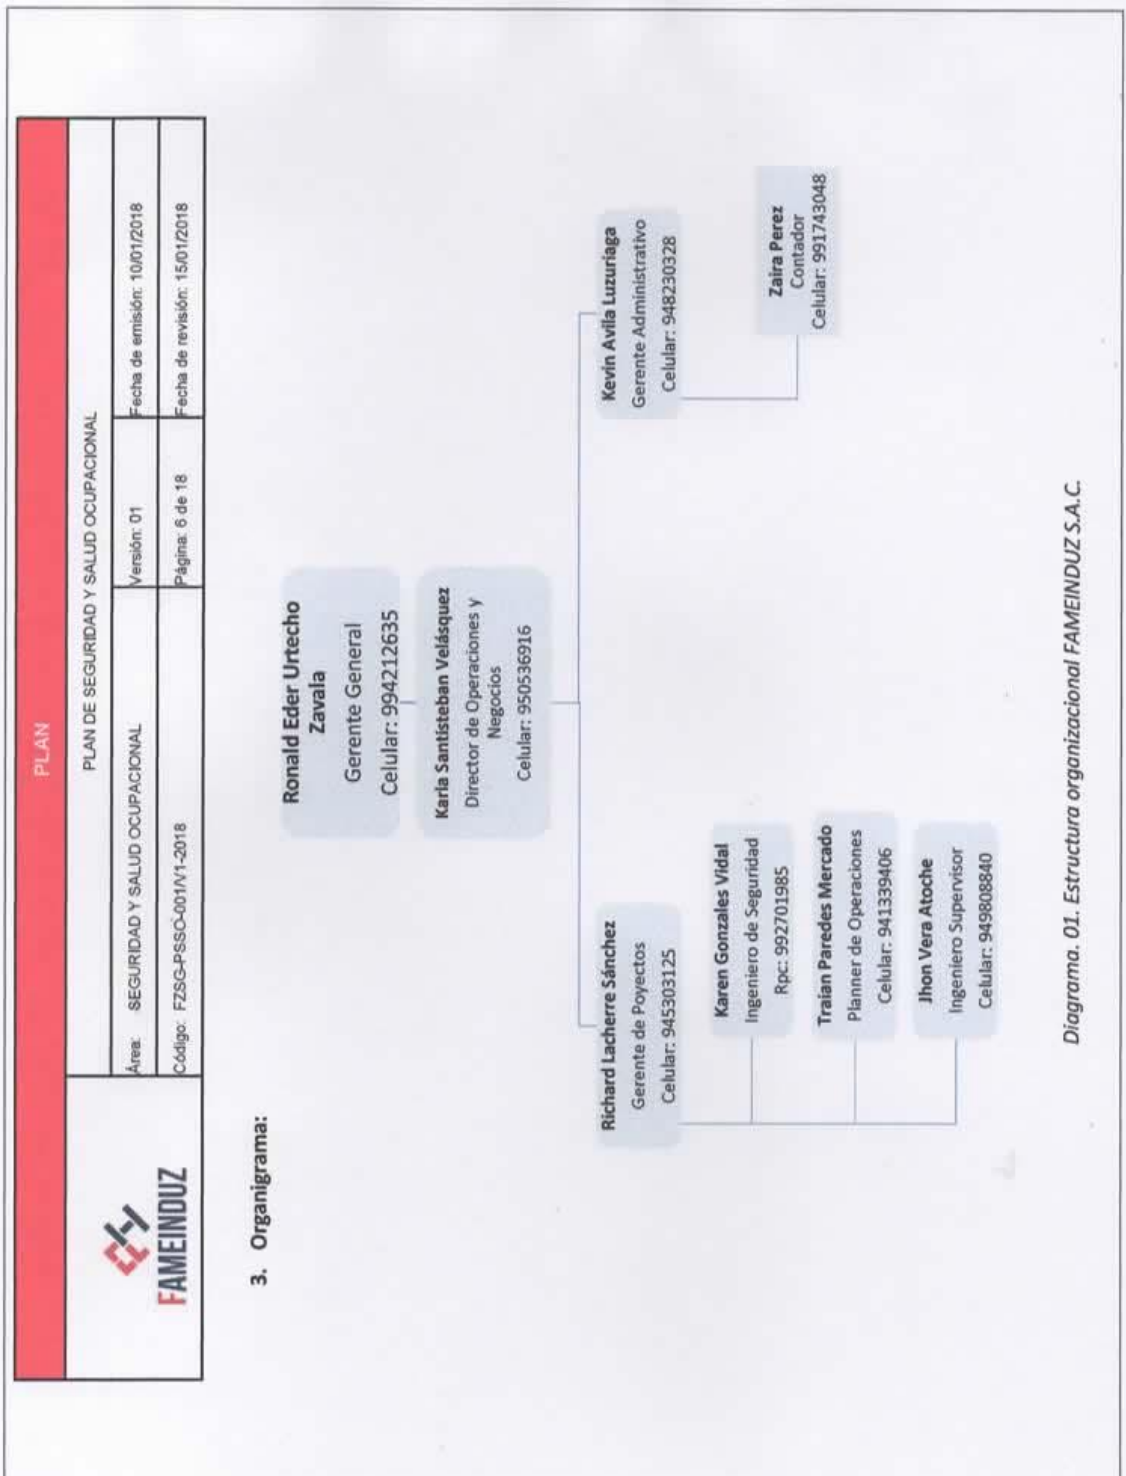 PLAN
PLAN DE SEGURIDAD Y SALUD OCUPACIONAL
FAMEINDUZ
Área: SEGURIDAD Y SALUD OCUPACIONAL
Versión: 01
Fecha de emisión: 10/01/2018
Código: FZSG-PSSO-001/V1-2018
Página: 6 de 18
Fecha de revisión: 15/01/2018
3. Organigrama:
Ronald Eder Urtecho
Zavala
Gerente General
Celular: 994212635
Karla Santisteban Velásquez
Director de Operaciones y
Negocios
Celular: 950536916
Richard Lacherre Sánchez
Gerente de Poyectos
Celular: 945303125
Karen Gonzales Vidal
Ingeniero de Seguridad
Rpc: 992701985
Traian Paredes Mercado
Planner de Operaciones
Celular: 941339406
Jhon Vera Atoche
Ingeniero Supervisor
Celular: 949808840
Kevin Avila Luzuriaga
Gerente Administrativo
Celular: 948230328
Zaira Perez
Contador
Celular: 991743048
Diagrama. 01. Estructura organizacional FAMEINDUZ S.A.C.